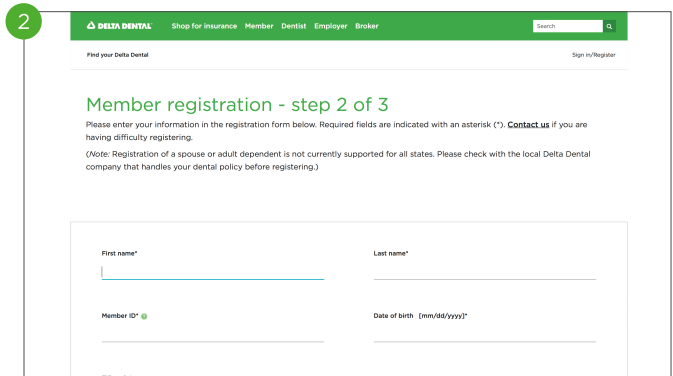 2
DELTA DENTAL Shop for insurance Member Dentist Employer Broker Search
Find your Delta Dental Sign in/Register
Member registration - step 2 of 3
Please enter your information in the registration form below. Required fields are indicated with an asterisk (*). Contact us if you are
having difficulty registering.
(Note: Registration of a spouse or adult dependent is not currently supported for all states. Please check with the local Delta Dental
company that handles your dental policy before registering.)
First name* Last name*
Member ID* ? Date of birth [mm/dd/yyyy]*